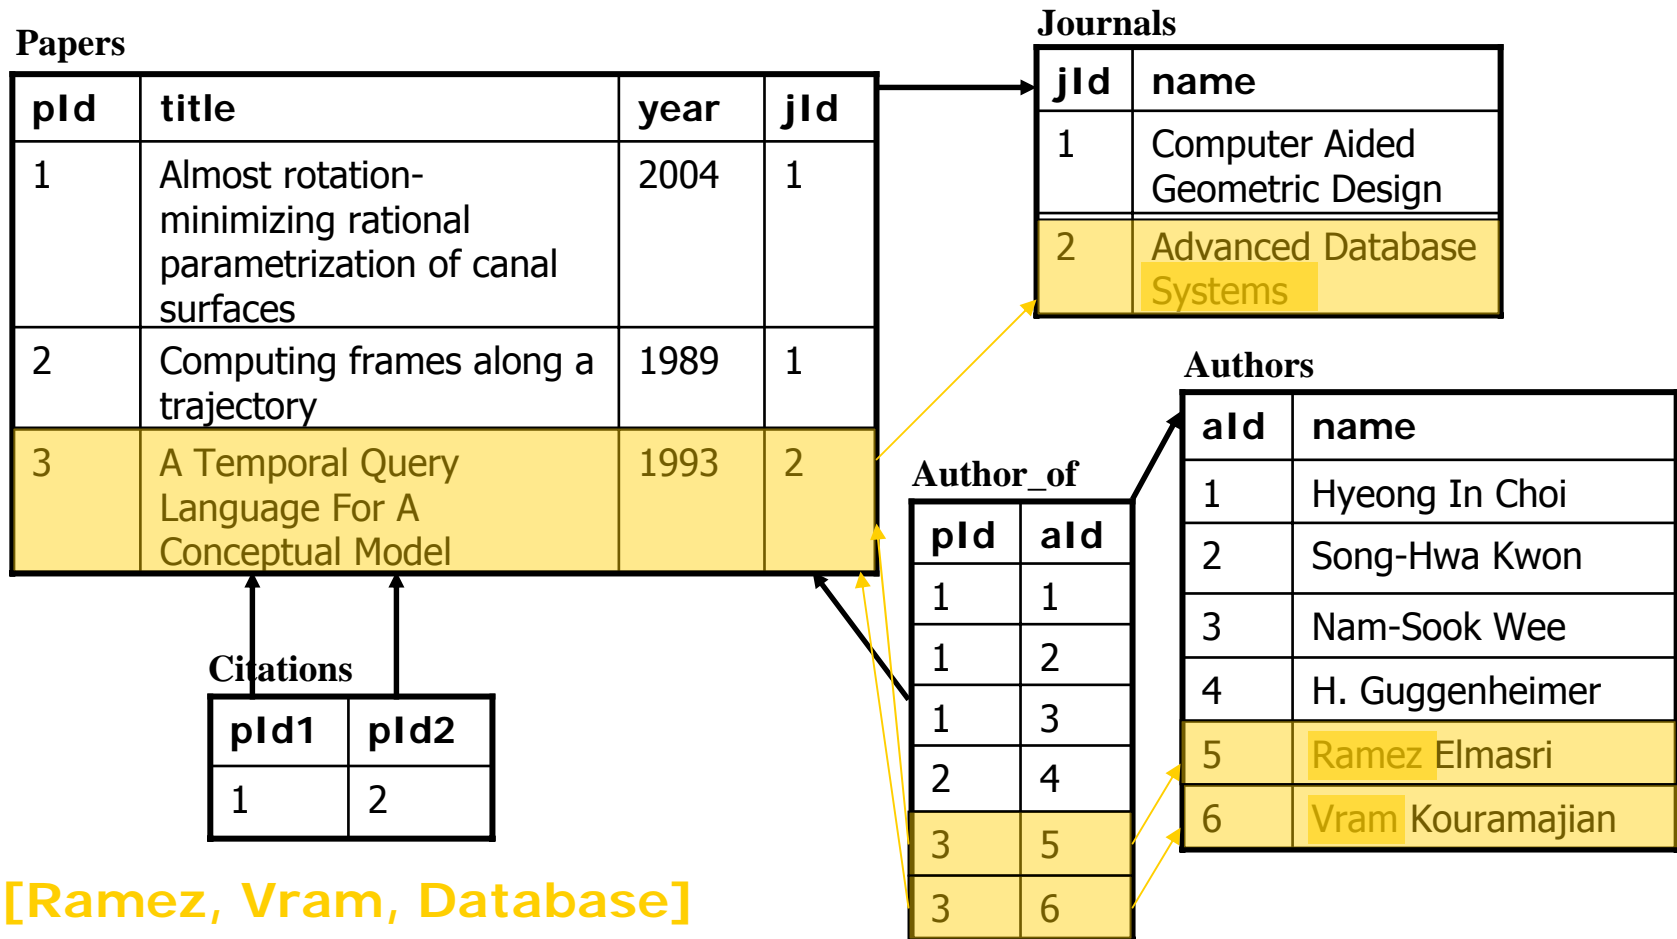 Papers
pId title year jId
1 Almost rotation- 2004 1
minimizing rational
parametrization of canal
surfaces
2 Computing frames along a 1989 1
trajectory
3 A Temporal Query 1993 2
Language For A
Conceptual Model
Journals
jId name
1 Computer Aided
Geometric Design
2 Advanced Database
Systems
Citations
pId1 pId2
1 2
Author_of
pId aId
1 1
1 2
1 3
2 4
3 5
3 6
Authors
aId name
1 Hyeong In Choi
2 Song-Hwa Kwon
3 Nam-Sook Wee
4 H. Guggenheimer
5 Ramez Elmasri
6 Vram Kouramajian
[Ramez, Vram, Database]